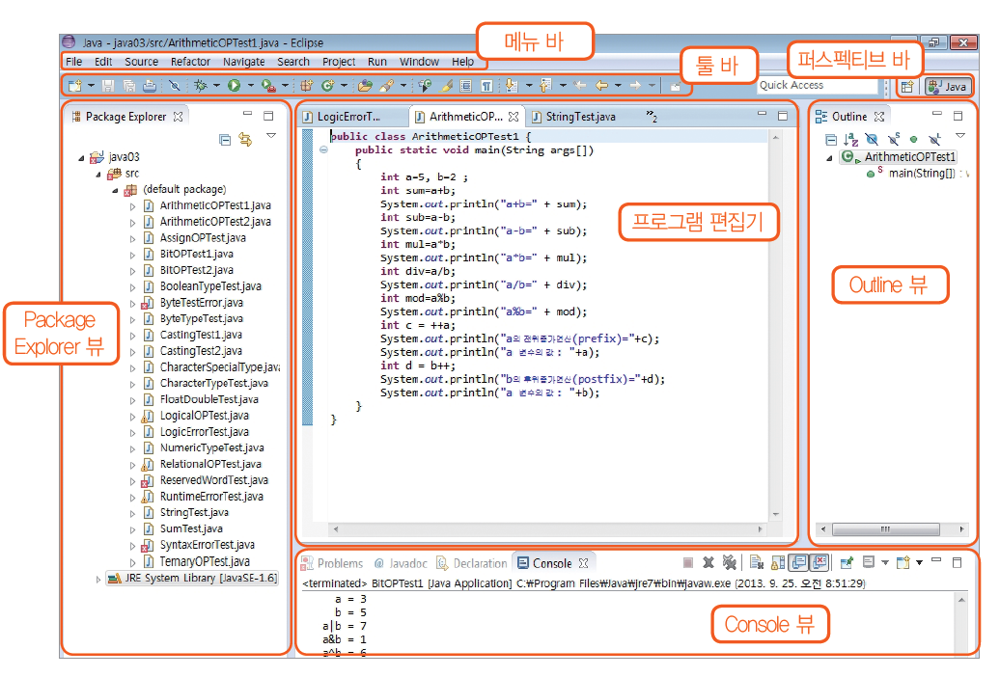 메뉴 바
Java - java03/src/ArithmeticOPTest1.java - Eclipse
File Edit Source Refactor Navigate Search Project Run Window Help
툴 바
퍼스펙티브 바
Quick Access
Java
Package Explorer
java03
src
(default package)
ArithmeticOPTest1.java
ArithmeticOPTest2.java
AssignOPTest.java
BitOPTest1.java
BitOPTest2.java
BooleanTypeTest.java
ByteTestError.java
ByteTypeTest.java
CastingTest1.java
CastingTest2.java
CharacterSpecialType.java
CharacterTypeTest.java
FloatDoubleTest.java
LogicalOPTest.java
LogicErrorTest.java
NumericTypeTest.java
RelationalOPTest.java
ReservedWordTest.java
RuntimeErrorTest.java
StringTest.java
SumTest.java
SyntaxErrorTest.java
TernaryOPTest.java
JRE System Library [JavaSE-1.6]
Package
Explorer 뷰
LogicErrorT... ArithmeticOP... StringTest.java »2
public class ArithmeticOPTest1 {
public static void main(String args[])
{
int a=5, b=2 ;
int sum=a+b;
System.out.println("a+b=" + sum);
int sub=a-b;
System.out.println("a-b=" + sub);
int mul=a*b;
System.out.println("a*b=" + mul);
int div=a/b;
System.out.println("a/b=" + div);
int mod=a%b;
System.out.println("a%b=" + mod);
int c = ++a;
System.out.println("a의 전위증가연산(prefix)="+c);
System.out.println("a 변수의 값 : "+a);
int d = b++;
System.out.println("b의 후위증가연산(postfix)="+d);
System.out.println("a 변수의 값 : "+b);
}
}
프로그램 편집기
Outline
ArithmeticOPTest1
main(String[]) :
Outline 뷰
Problems @ Javadoc Declaration Console
<terminated> BitOPTest1 [Java Application] C:₩Program Files₩Java₩jre7₩bin₩javaw.exe (2013. 9. 25. 오전 8:51:29)
a = 3
b = 5
a|b = 7
a&b = 1
a^b = 6
Console 뷰